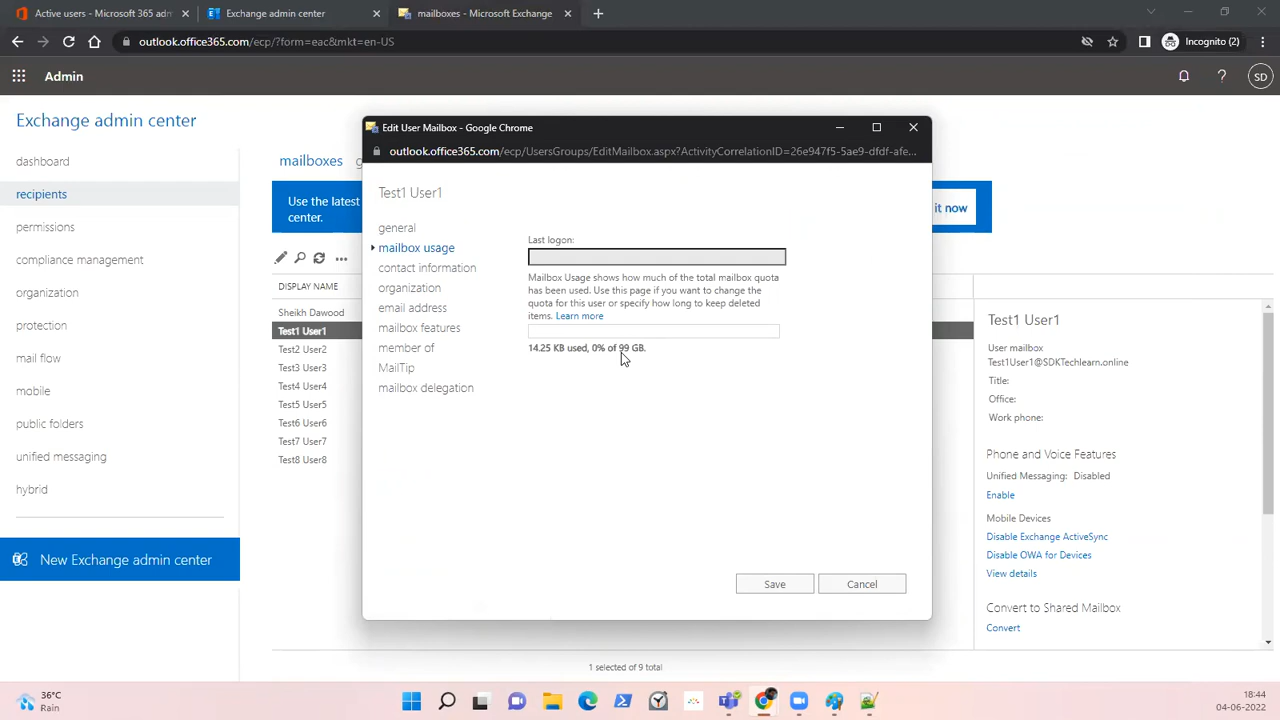 Active users - Microsoft 365 adm
Exchange admin center
mailboxes - Microsoft Exchange
outlook.office365.com/ecp/?form=eac&mkt=en-US
Incognito (2)
Admin
SD
Exchange admin center
dashboard
recipients
permissions
compliance management
organization
protection
mail flow
mobile
public folders
unified messaging
hybrid
New Exchange admin center
mailboxes
Use the latest
center.
it now
DISPLAY NAME
Sheikh Dawood
Test1 User1
Test2 User2
Test3 User3
Test4 User4
Test5 User5
Test6 User6
Test7 User7
Test8 User8
Edit User Mailbox - Google Chrome
outlook.office365.com/ecp/UsersGroups/EditMailbox.aspx?ActivityCorrelationID=26e947f5-5ae9-dfdf-afe...
Test1 User1
general
mailbox usage
contact information
organization
email address
mailbox features
member of
MailTip
mailbox delegation
Last logon:
Mailbox Usage shows how much of the total mailbox quota
has been used. Use this page if you want to change the
quota for this user or specify how long to keep deleted
items. Learn more
14.25 KB used, 0% of 99 GB.
Save
Cancel
Test1 User1
User mailbox
Test1User1@SDKTechlearn.online
Title:
Office:
Work phone:
Phone and Voice Features
Unified Messaging: Disabled
Enable
Mobile Devices
Disable Exchange ActiveSync
Disable OWA for Devices
View details
Convert to Shared Mailbox
Convert
1 selected of 9 total
36°C
Rain
18:44
04-06-2022